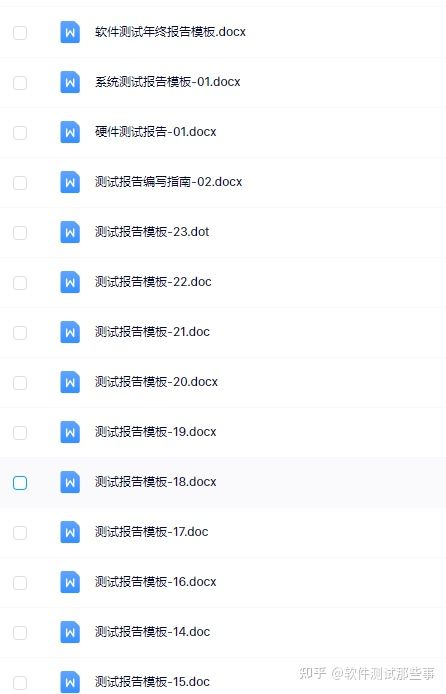 软件测试年终报告模板.docx
系统测试报告模板-01.docx
硬件测试报告-01.docx
测试报告编写指南-02.docx
测试报告模板-23.dot
测试报告模板-22.doc
测试报告模板-21.doc
测试报告模板-20.docx
测试报告模板-19.docx
测试报告模板-18.docx
测试报告模板-17.doc
测试报告模板-16.docx
测试报告模板-14.doc
测试报告模板-15.doc
知乎 @软件测试那些事